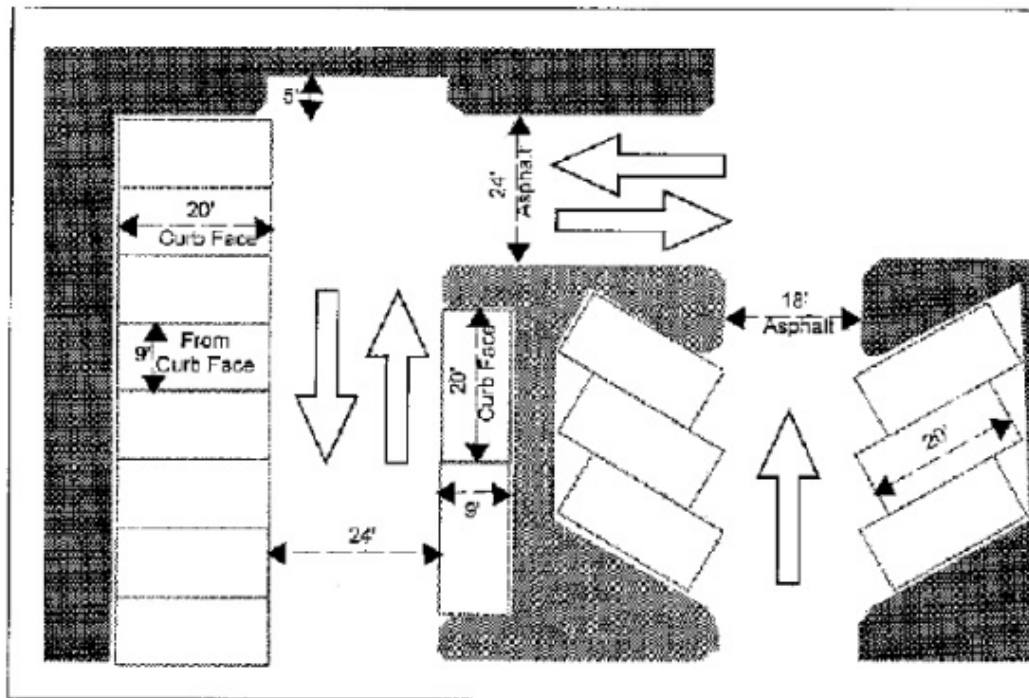 5'
24'
Asphalt
20'
Curb Face
18'
Asphalt
9'
From
Curb Face
20'
Curb Face
20'
9'
24'